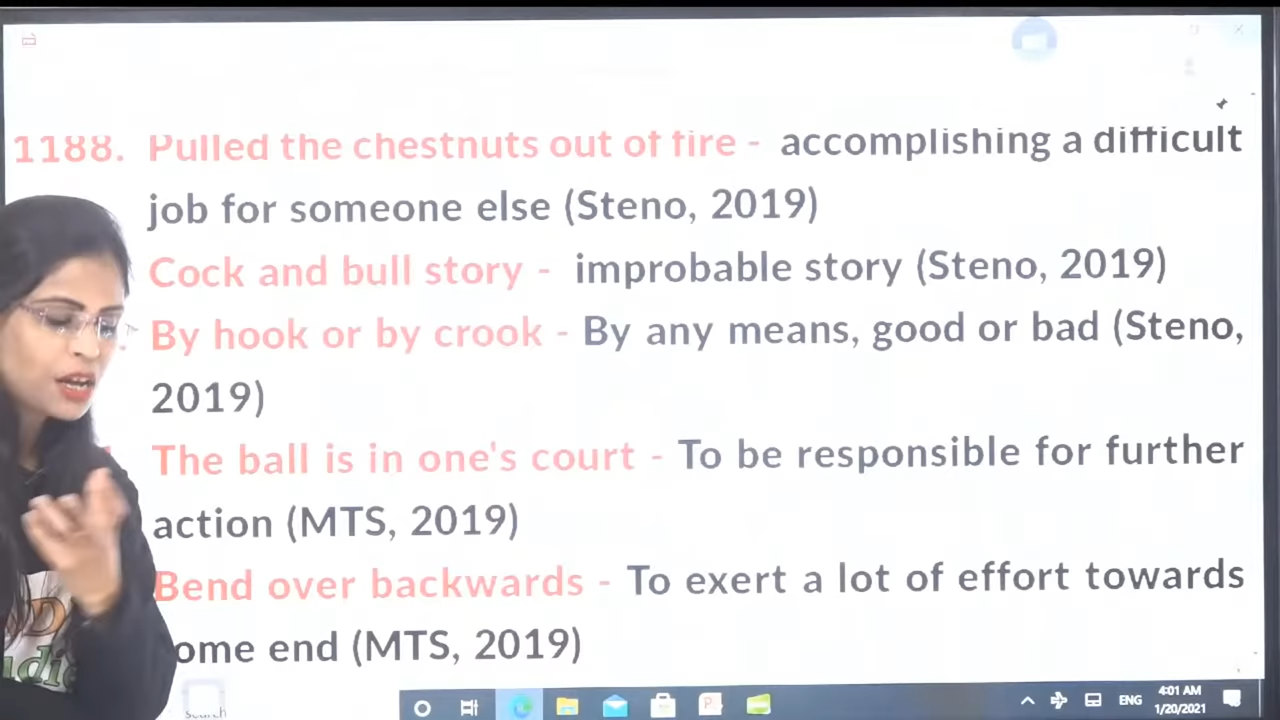 1188. Pulled the chestnuts out of fire - accomplishing a difficult
job for someone else (Steno, 2019)
Cock and bull story - improbable story (Steno, 2019)
By hook or by crook - By any means, good or bad (Steno,
2019)
The ball is in one's court - To be responsible for further
action (MTS, 2019)
Bend over backwards - To exert a lot of effort towards
ome end (MTS, 2019)
search
ENG
4:01 AM
1/20/2021